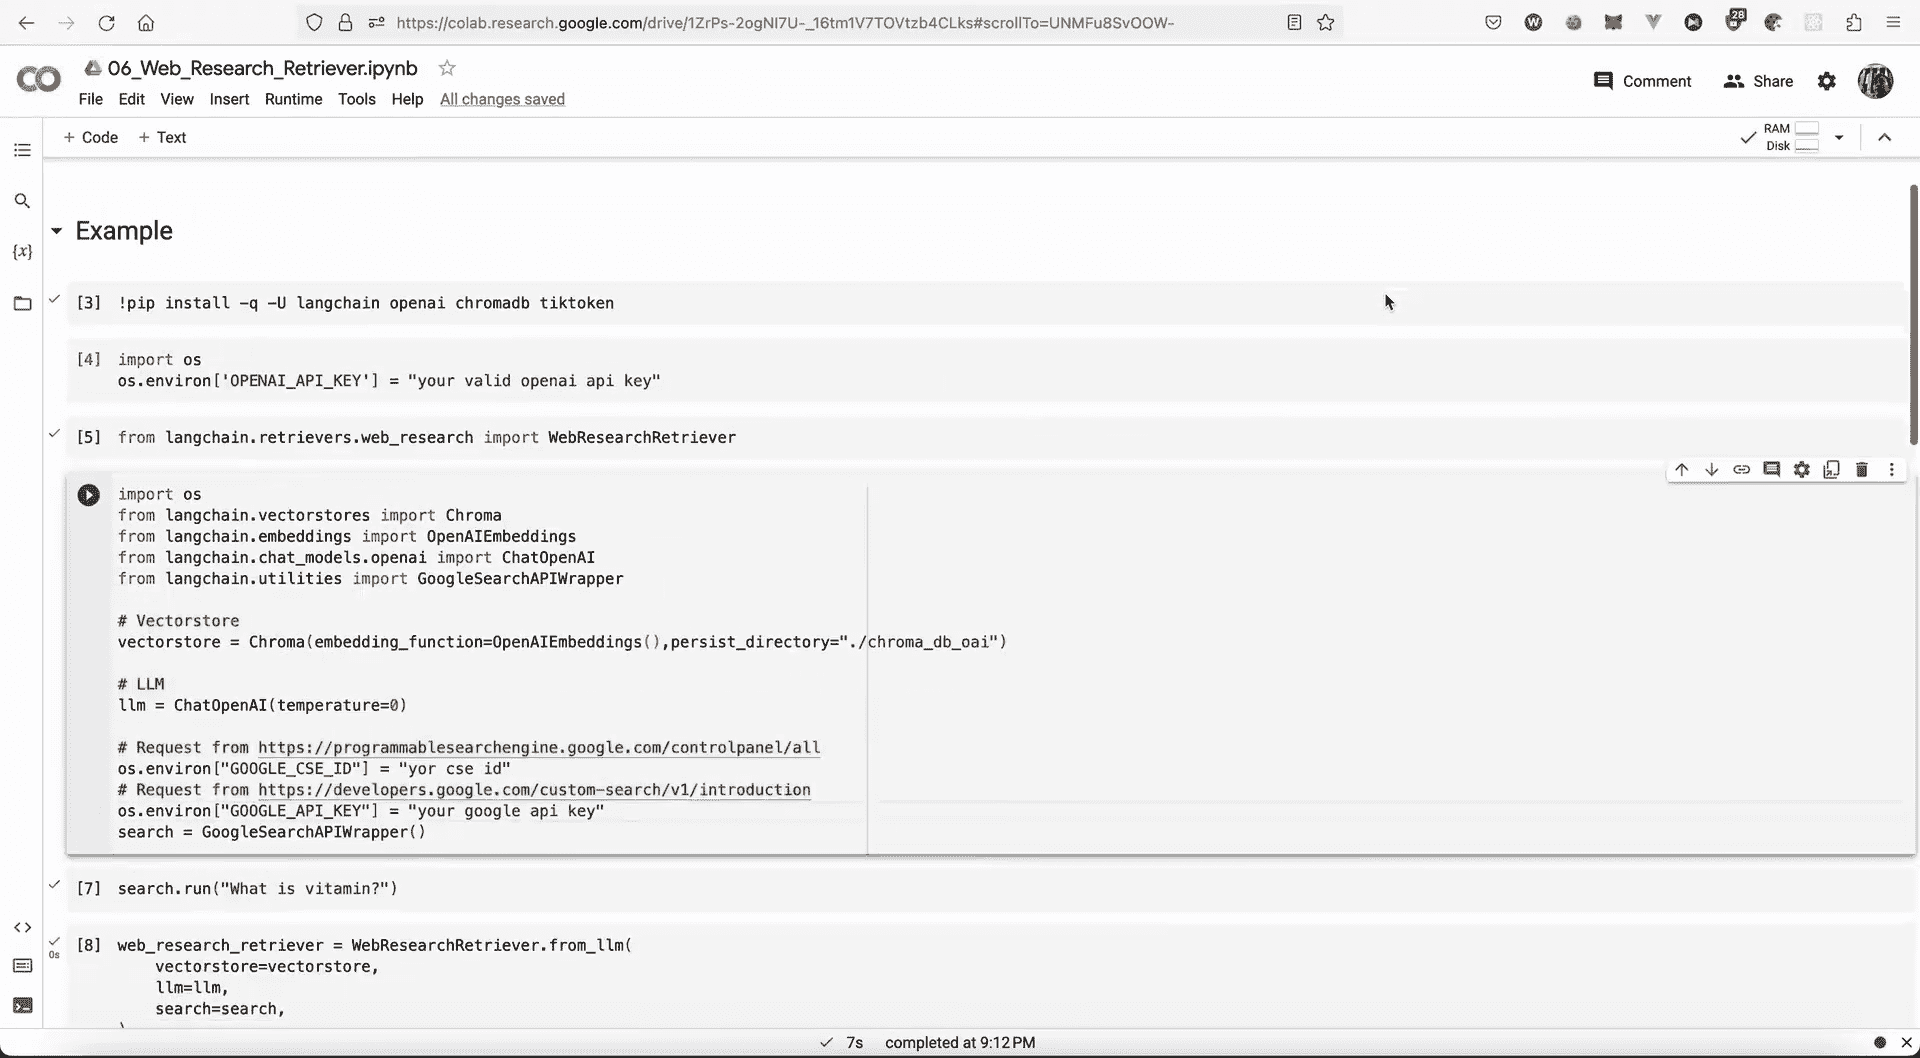 https://colab.research.google.com/drive/1ZrPs-2ogNI7U-_16tm1V7TOVtzb4CLks#scrollTo=UNMFu8SvOOW-
28
CO 06_Web_Research_Retriever.ipynb
Comment Share
File Edit View Insert Runtime Tools Help All changes saved
+ Code + Text
RAM
Disk
Example
{x}
[3] !pip install -q -U langchain openai chromadb tiktoken
[4] import os
os.environ['OPENAI_API_KEY'] = "your valid openai api key"
[5] from langchain.retrievers.web_research import WebResearchRetriever
import os
from langchain.vectorstores import Chroma
from langchain.embeddings import OpenAIEmbeddings
from langchain.chat_models.openai import ChatOpenAI
from langchain.utilities import GoogleSearchAPIWrapper
# Vectorstore
vectorstore = Chroma(embedding_function=OpenAIEmbeddings(),persist_directory="./chroma_db_oai")
# LLM
llm = ChatOpenAI(temperature=0)
# Request from https://programmablesearchengine.google.com/controlpanel/all
os.environ["GOOGLE_CSE_ID"] = "yor cse id"
# Request from https://developers.google.com/custom-search/v1/introduction
os.environ["GOOGLE_API_KEY"] = "your google api key"
search = GoogleSearchAPIWrapper()
[7] search.run("What is vitamin?")
[8] web_research_retriever = WebResearchRetriever.from_llm(
0s
vectorstore=vectorstore,
llm=llm,
search=search,
)
7s completed at 9:12 PM